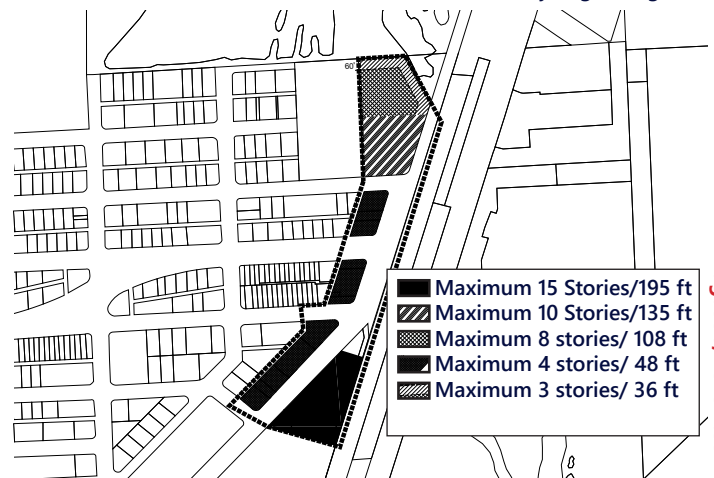 60'
Maximum 15 Stories/195 ft
Maximum 10 Stories/135 ft
Maximum 8 stories/ 108 ft
Maximum 4 stories/ 48 ft
Maximum 3 stories/ 36 ft